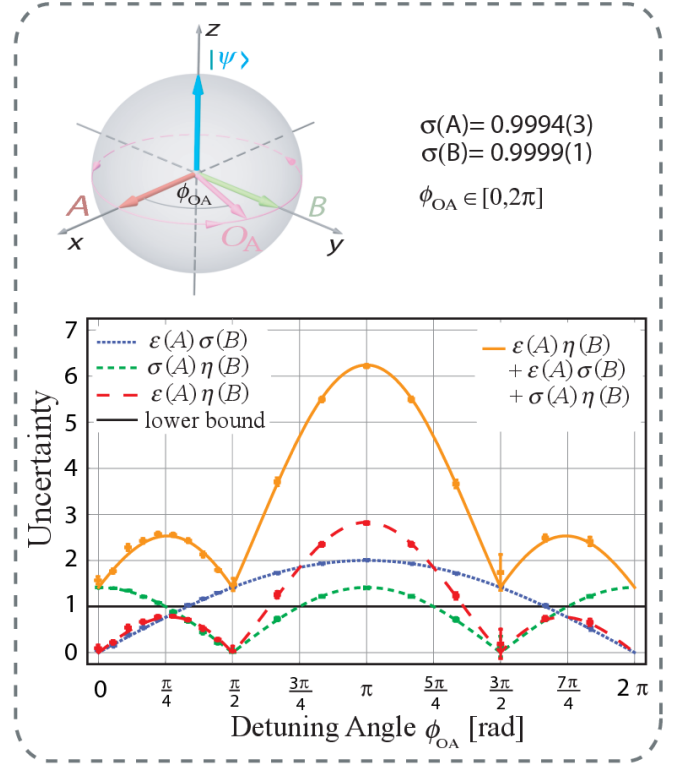 z
|ψ⟩
σ(A)= 0.9994(3)
σ(B)= 0.9999(1)
ϕOA ∈ [0,2π]
A
ϕOA
B
OA
x
y
7
6
5
4
3
2
1
0
Uncertainty
ε(A) σ(B)
σ(A) η(B)
ε(A) η(B)
lower bound
ε(A) η(B)
+ ε(A) σ(B)
+ σ(A) η(B)
0 π/4 π/2 3π/4 π 5π/4 3π/2 7π/4 2 π
Detuning Angle ϕOA [rad]